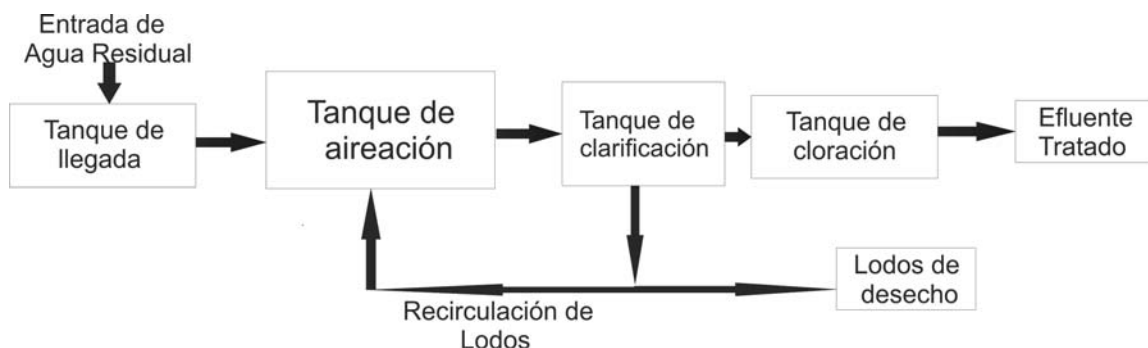 Entrada de
Agua Residual
Tanque de
llegada
Tanque de
aireación
Tanque de
clarificación
Tanque de
cloración
Efluente
Tratado
Recirculación de
Lodos
Lodos de
desecho